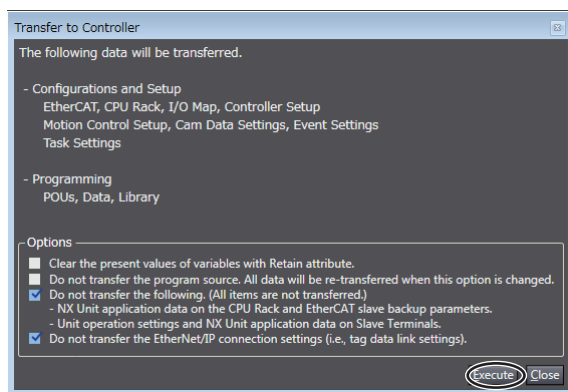 Transfer to Controller
The following data will be transferred.
- Configurations and Setup
EtherCAT, CPU Rack, I/O Map, Controller Setup
Motion Control Setup, Cam Data Settings, Event Settings
Task Settings
- Programming
POUs, Data, Library
Options
Clear the present values of variables with Retain attribute.
Do not transfer the program source. All data will be re-transferred when this option is changed.
Do not transfer the following. (All items are not transferred.)
- NX Unit application data on the CPU Rack and EtherCAT slave backup parameters.
- Unit operation settings and NX Unit application data on Slave Terminals.
Do not transfer the EtherNet/IP connection settings (i.e., tag data link settings).
Execute Close